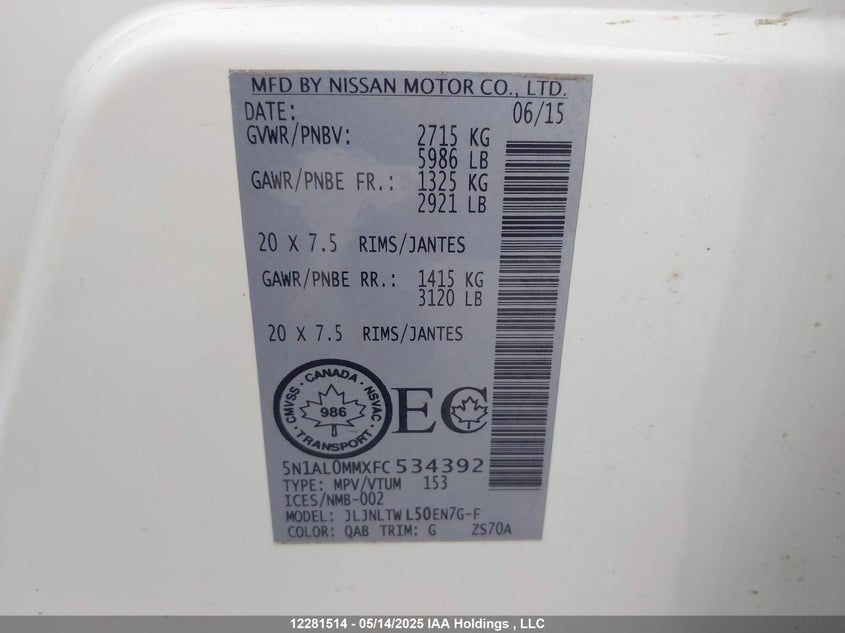 MFD BY NISSAN MOTOR CO., LTD.
DATE: 06/15
GVWR/PNBV: 2715 KG
5986 LB
GAWR/PNBE FR.: 1325 KG
2921 LB
20 X 7.5 RIMS/JANTES
GAWR/PNBE RR.: 1415 KG
3120 LB
20 X 7.5 RIMS/JANTES
CANADA
CMVSS · NSVAC
986
TRANSPORT
EC
5N1AL0MMXFC534392
TYPE: MPV/VTUM 153
ICES/NMB-002
MODEL: JLJNLTWL50EN7G-F
COLOR: QAB TRIM: G ZS70A
12281514 - 05/14/2025 IAA Holdings , LLC